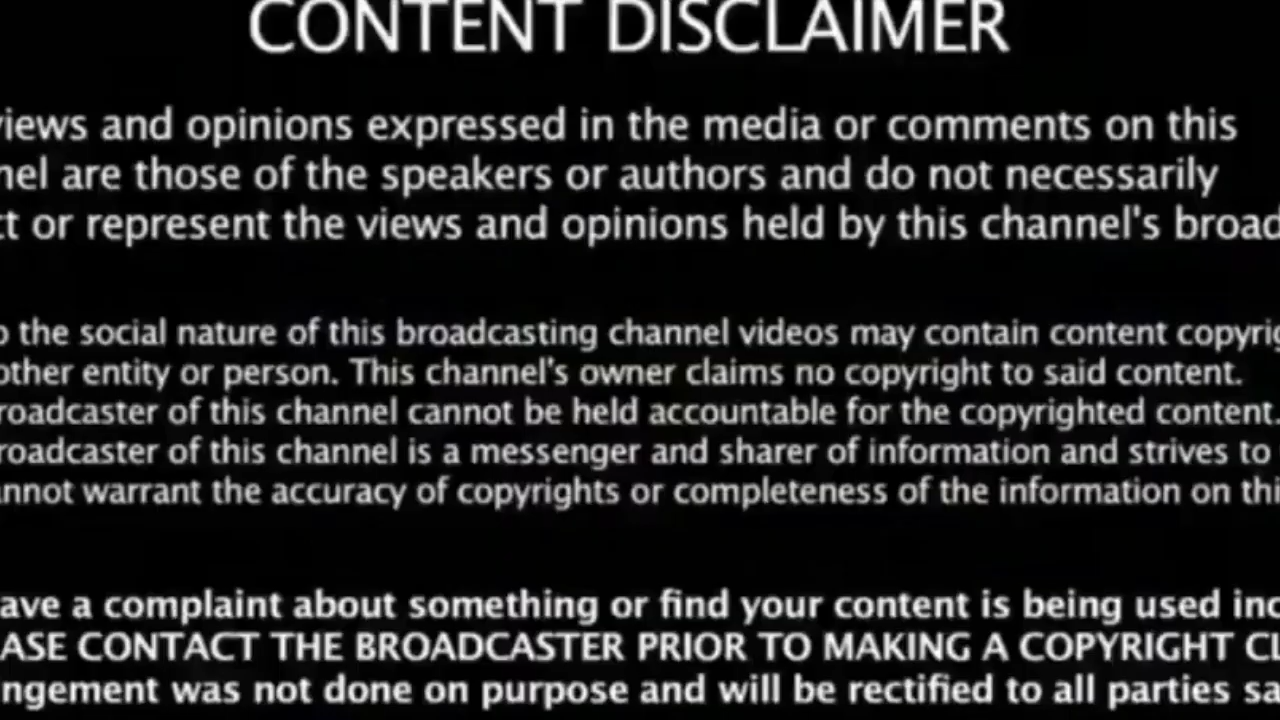 CONTENT DISCLAIMER
views and opinions expressed in the media or comments on this
nel are those of the speakers or authors and do not necessarily
ct or represent the views and opinions held by this channel's broad
o the social nature of this broadcasting channel videos may contain content copyrig
other entity or person. This channel's owner claims no copyright to said content.
roadcaster of this channel cannot be held accountable for the copyrighted content.
roadcaster of this channel is a messenger and sharer of information and strives to
nnot warrant the accuracy of copyrights or completeness of the information on thi
ave a complaint about something or find your content is being used inc
ASE CONTACT THE BROADCASTER PRIOR TO MAKING A COPYRIGHT CL
ngement was not done on purpose and will be rectified to all parties sa